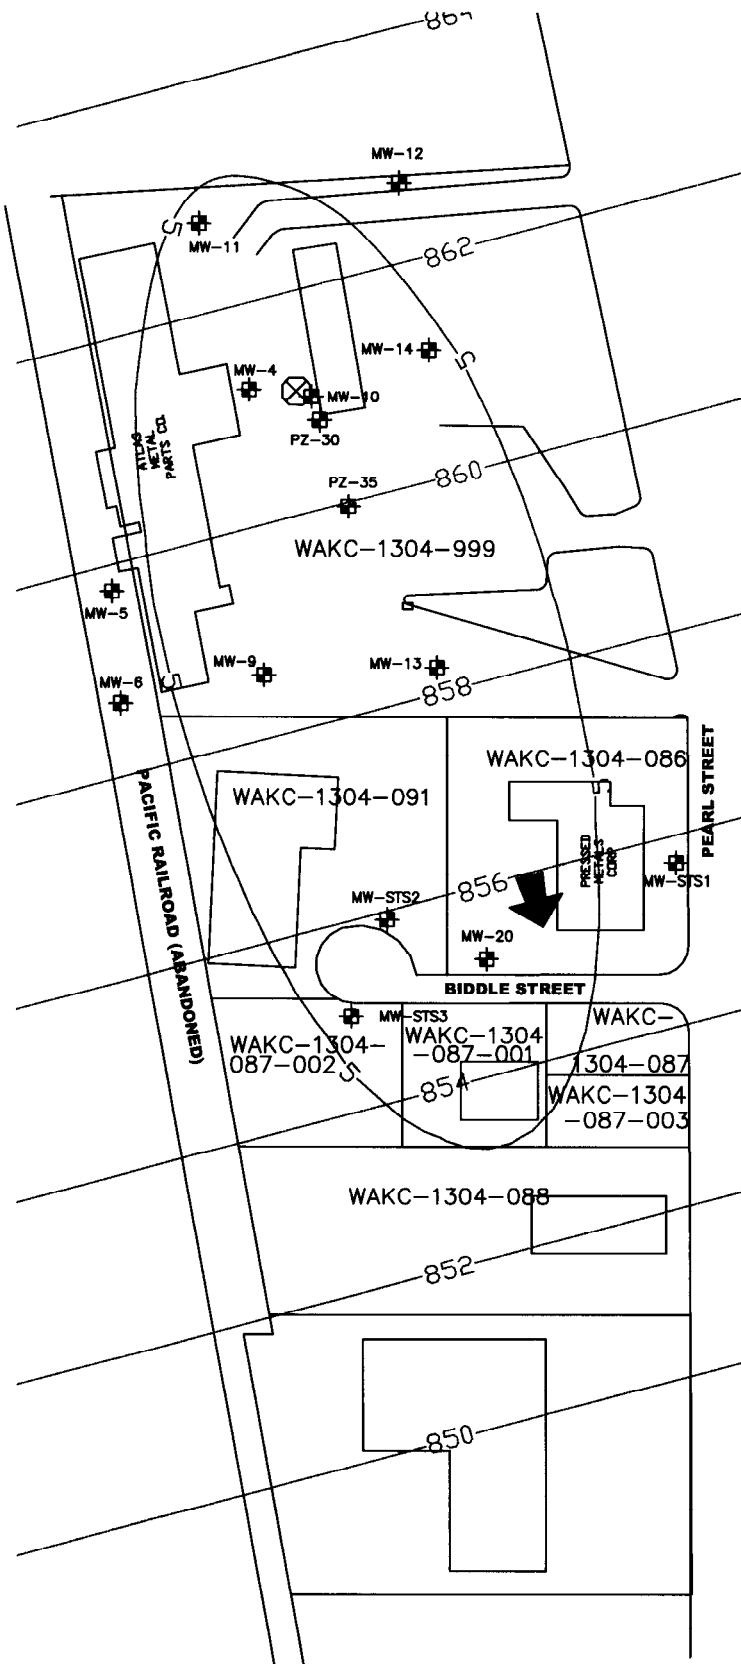 864
MW-12
5
MW-11
862
MW-14
5
MW-4
MW-10
PZ-30
ATLAS
METAL
PARTS CO.
860
PZ-35
WAKC-1304-999
MW-5
MW-9
MW-13
5
858
MW-6
PEARL STREET
WAKC-1304-086
5
WAKC-1304-091
PACIFIC RAILROAD (ABANDONED)
PRESSED
METALS
CORP
856
MW-STS1
MW-STS2
MW-20
BIDDLE STREET
MW-STS3
WAKC-1304-
087-002
WAKC-1304
-087-001
WAKC-
1304-087
5
854
WAKC-1304
-087-003
WAKC-1304-088
852
850